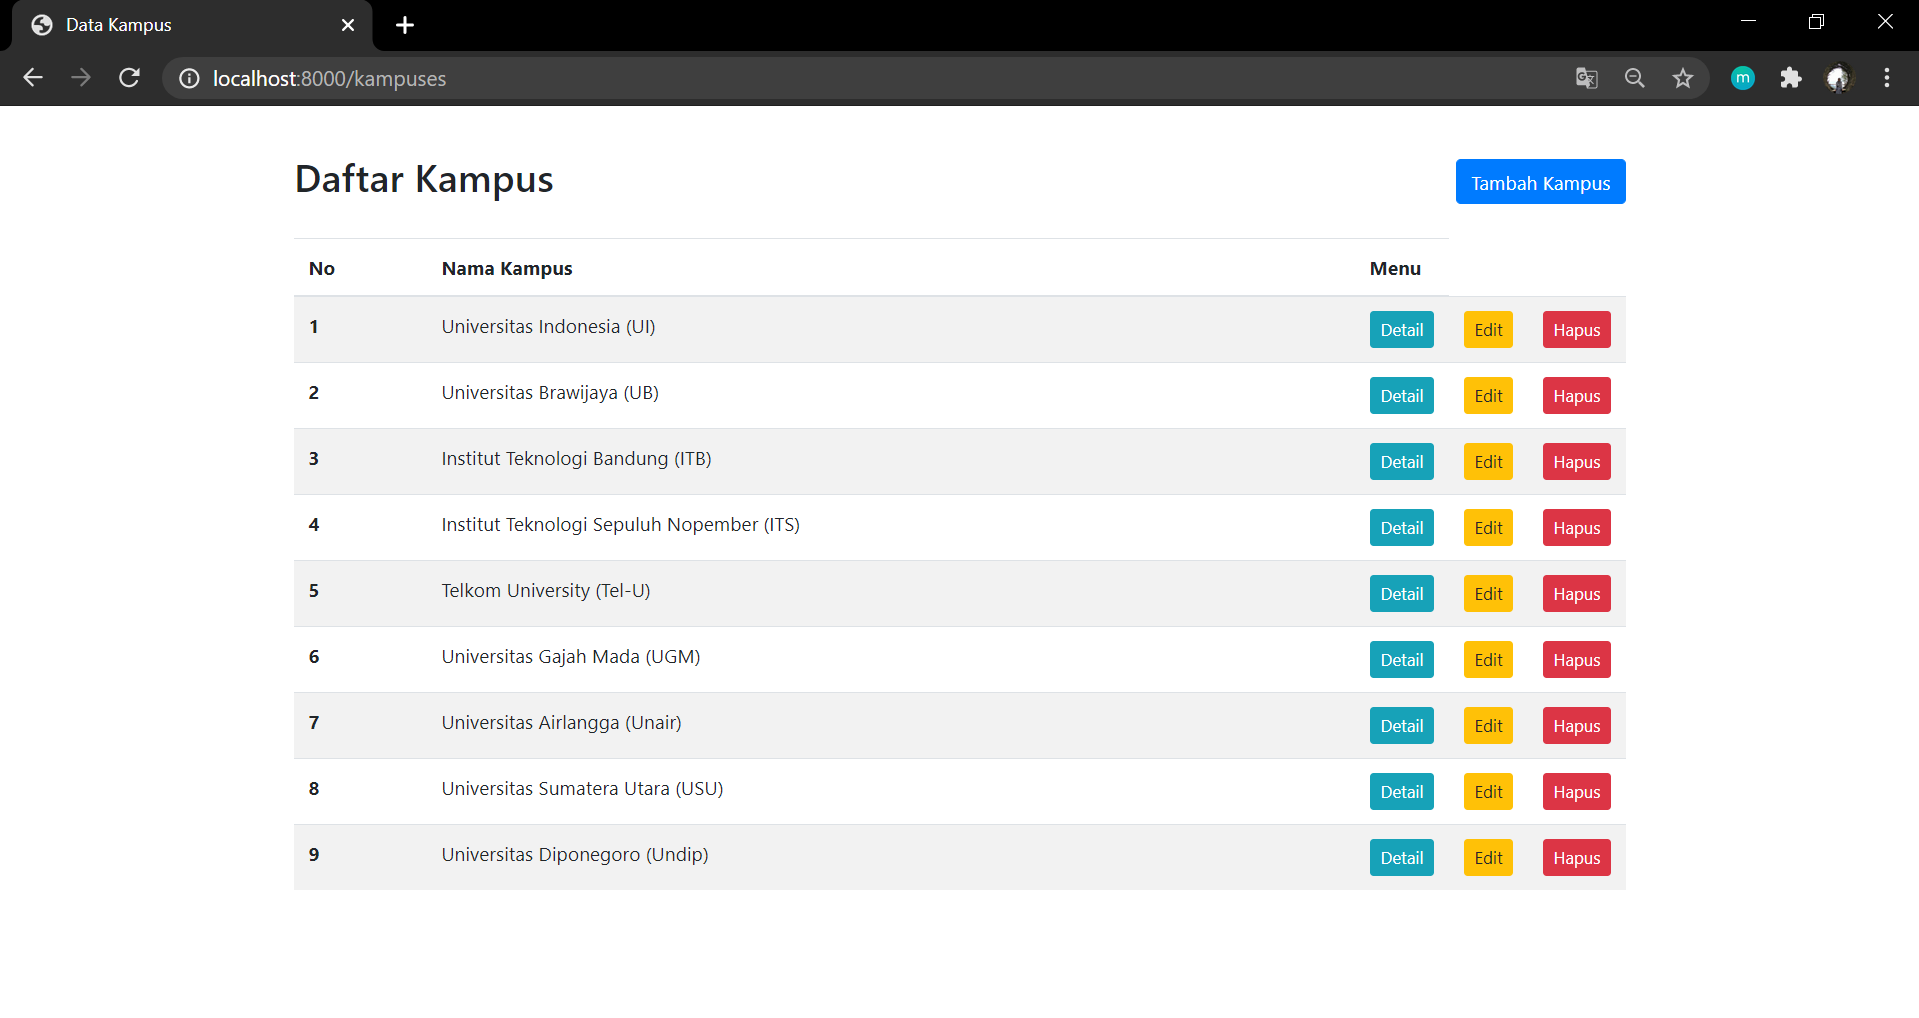 Data Kampus
localhost:8000/kampuses
m
Daftar Kampus
Tambah Kampus
No Nama Kampus Menu
1 Universitas Indonesia (UI) Detail Edit Hapus
2 Universitas Brawijaya (UB) Detail Edit Hapus
3 Institut Teknologi Bandung (ITB) Detail Edit Hapus
4 Institut Teknologi Sepuluh Nopember (ITS) Detail Edit Hapus
5 Telkom University (Tel-U) Detail Edit Hapus
6 Universitas Gajah Mada (UGM) Detail Edit Hapus
7 Universitas Airlangga (Unair) Detail Edit Hapus
8 Universitas Sumatera Utara (USU) Detail Edit Hapus
9 Universitas Diponegoro (Undip) Detail Edit Hapus